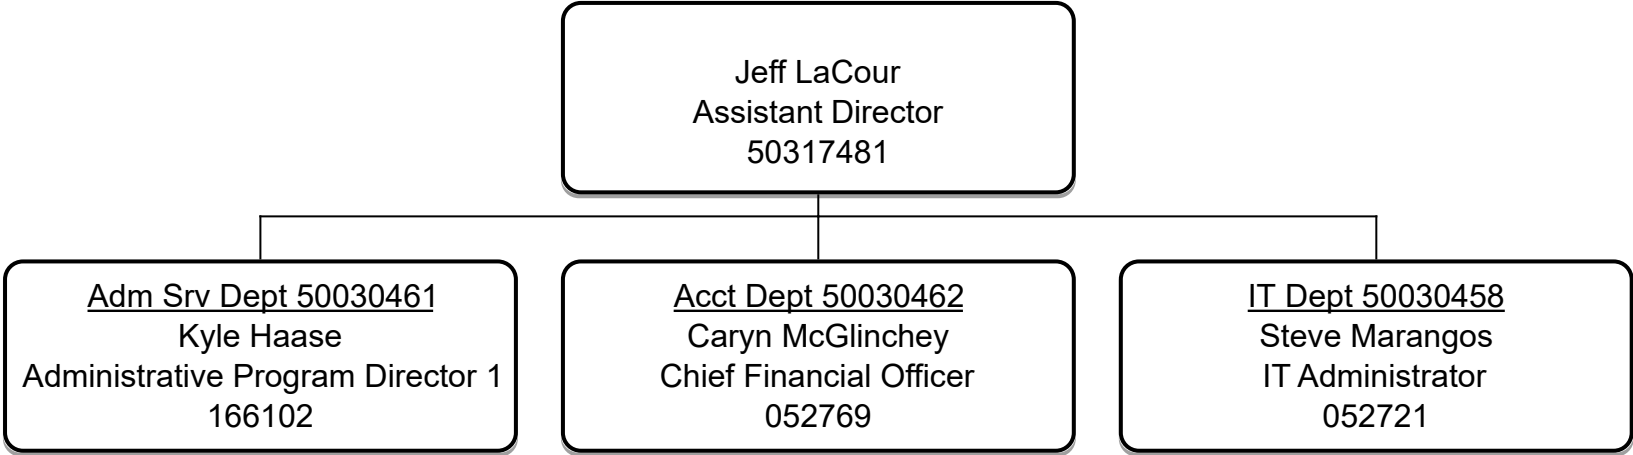 Jeff LaCour
Assistant Director
50317481
Adm Srv Dept 50030461
Kyle Haase
Administrative Program Director 1
166102
Acct Dept 50030462
Caryn McGlinchey
Chief Financial Officer
052769
IT Dept 50030458
Steve Marangos
IT Administrator
052721